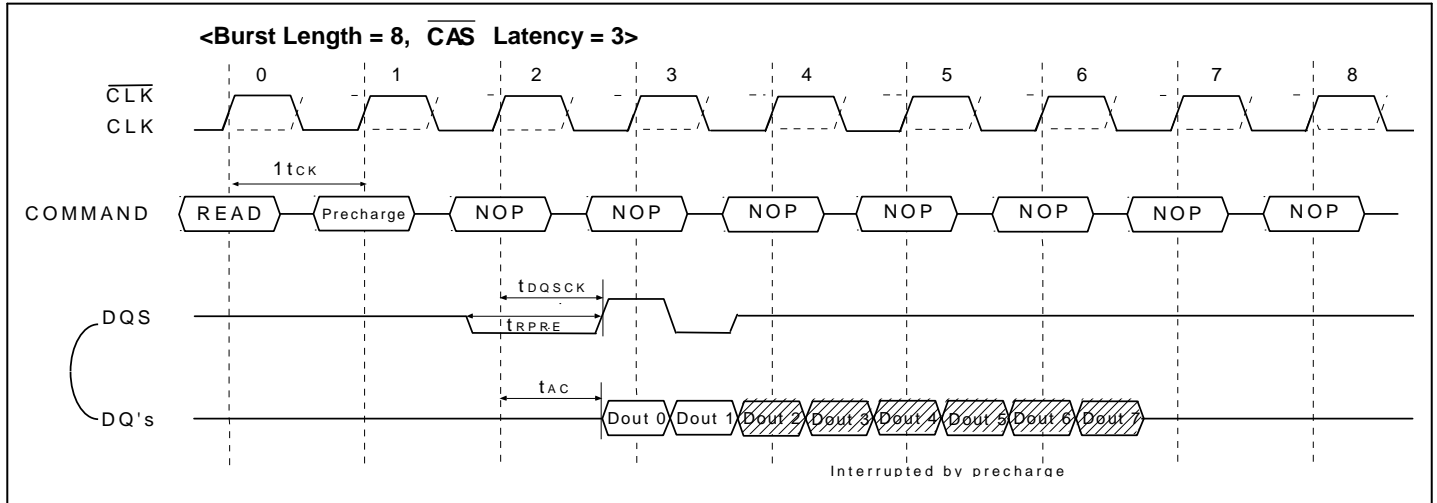 <Burst Length = 8, CAS Latency = 3>
0 1 2 3 4 5 6 7 8
CLK
CLK
1tCK
COMMAND READ Precharge NOP NOP NOP NOP NOP NOP NOP
tDQSCK
DQS
tRPRE
tAC
DQ's Dout 0 Dout 1 Dout 2 Dout 3 Dout 4 Dout 5 Dout 6 Dout 7
Interrupted by precharge